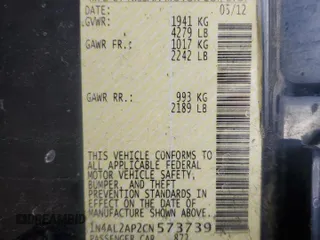 DATE: 05/12
GVWR: 1941 KG
4279 LB
GAWR FR.: 1017 KG
2242 LB
GAWR RR.: 993 KG
2189 LB
THIS VEHICLE CONFORMS TO
ALL APPLICABLE FEDERAL
MOTOR VEHICLE SAFETY,
BUMPER, AND THEFT
PREVENTION STANDARDS IN
EFFECT ON THE DATE OF
MANUFACTURE SHOWN ABOVE.
1N4AL2AP2CN573739
PASSENGER CAR